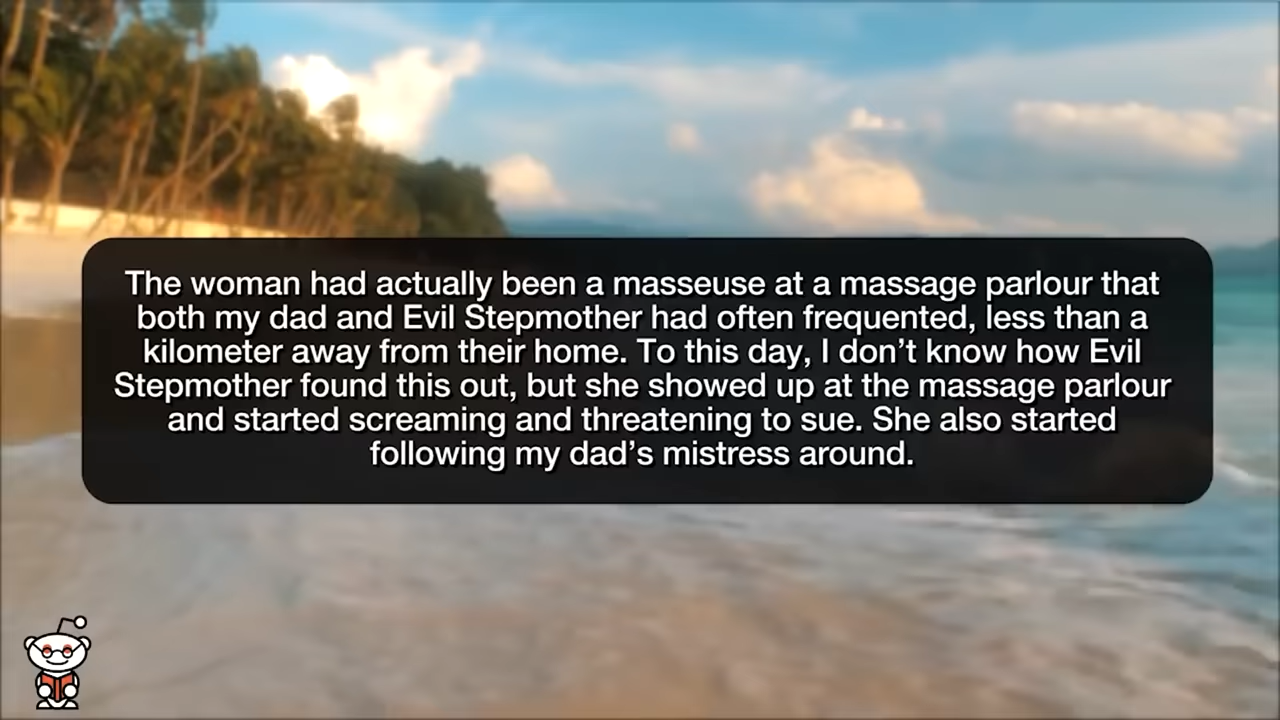 The woman had actually been a masseuse at a massage parlour that
both my dad and Evil Stepmother had often frequented, less than a
kilometer away from their home. To this day, I don’t know how Evil
Stepmother found this out, but she showed up at the massage parlour
and started screaming and threatening to sue. She also started
following my dad’s mistress around.